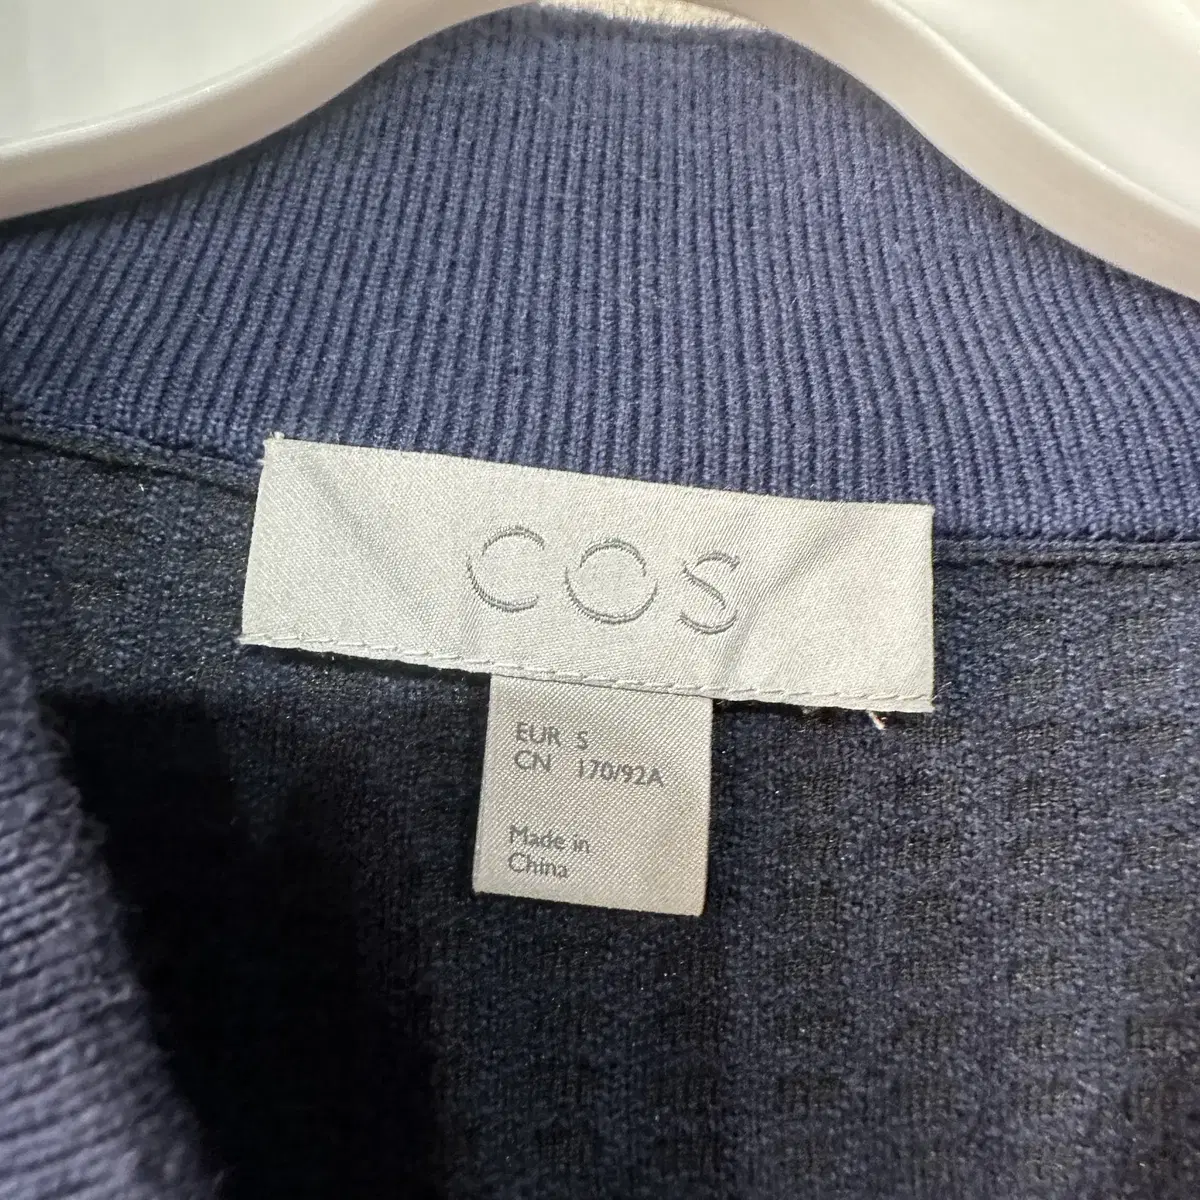 COS
EUR S
CN 170/92A
Made in
China